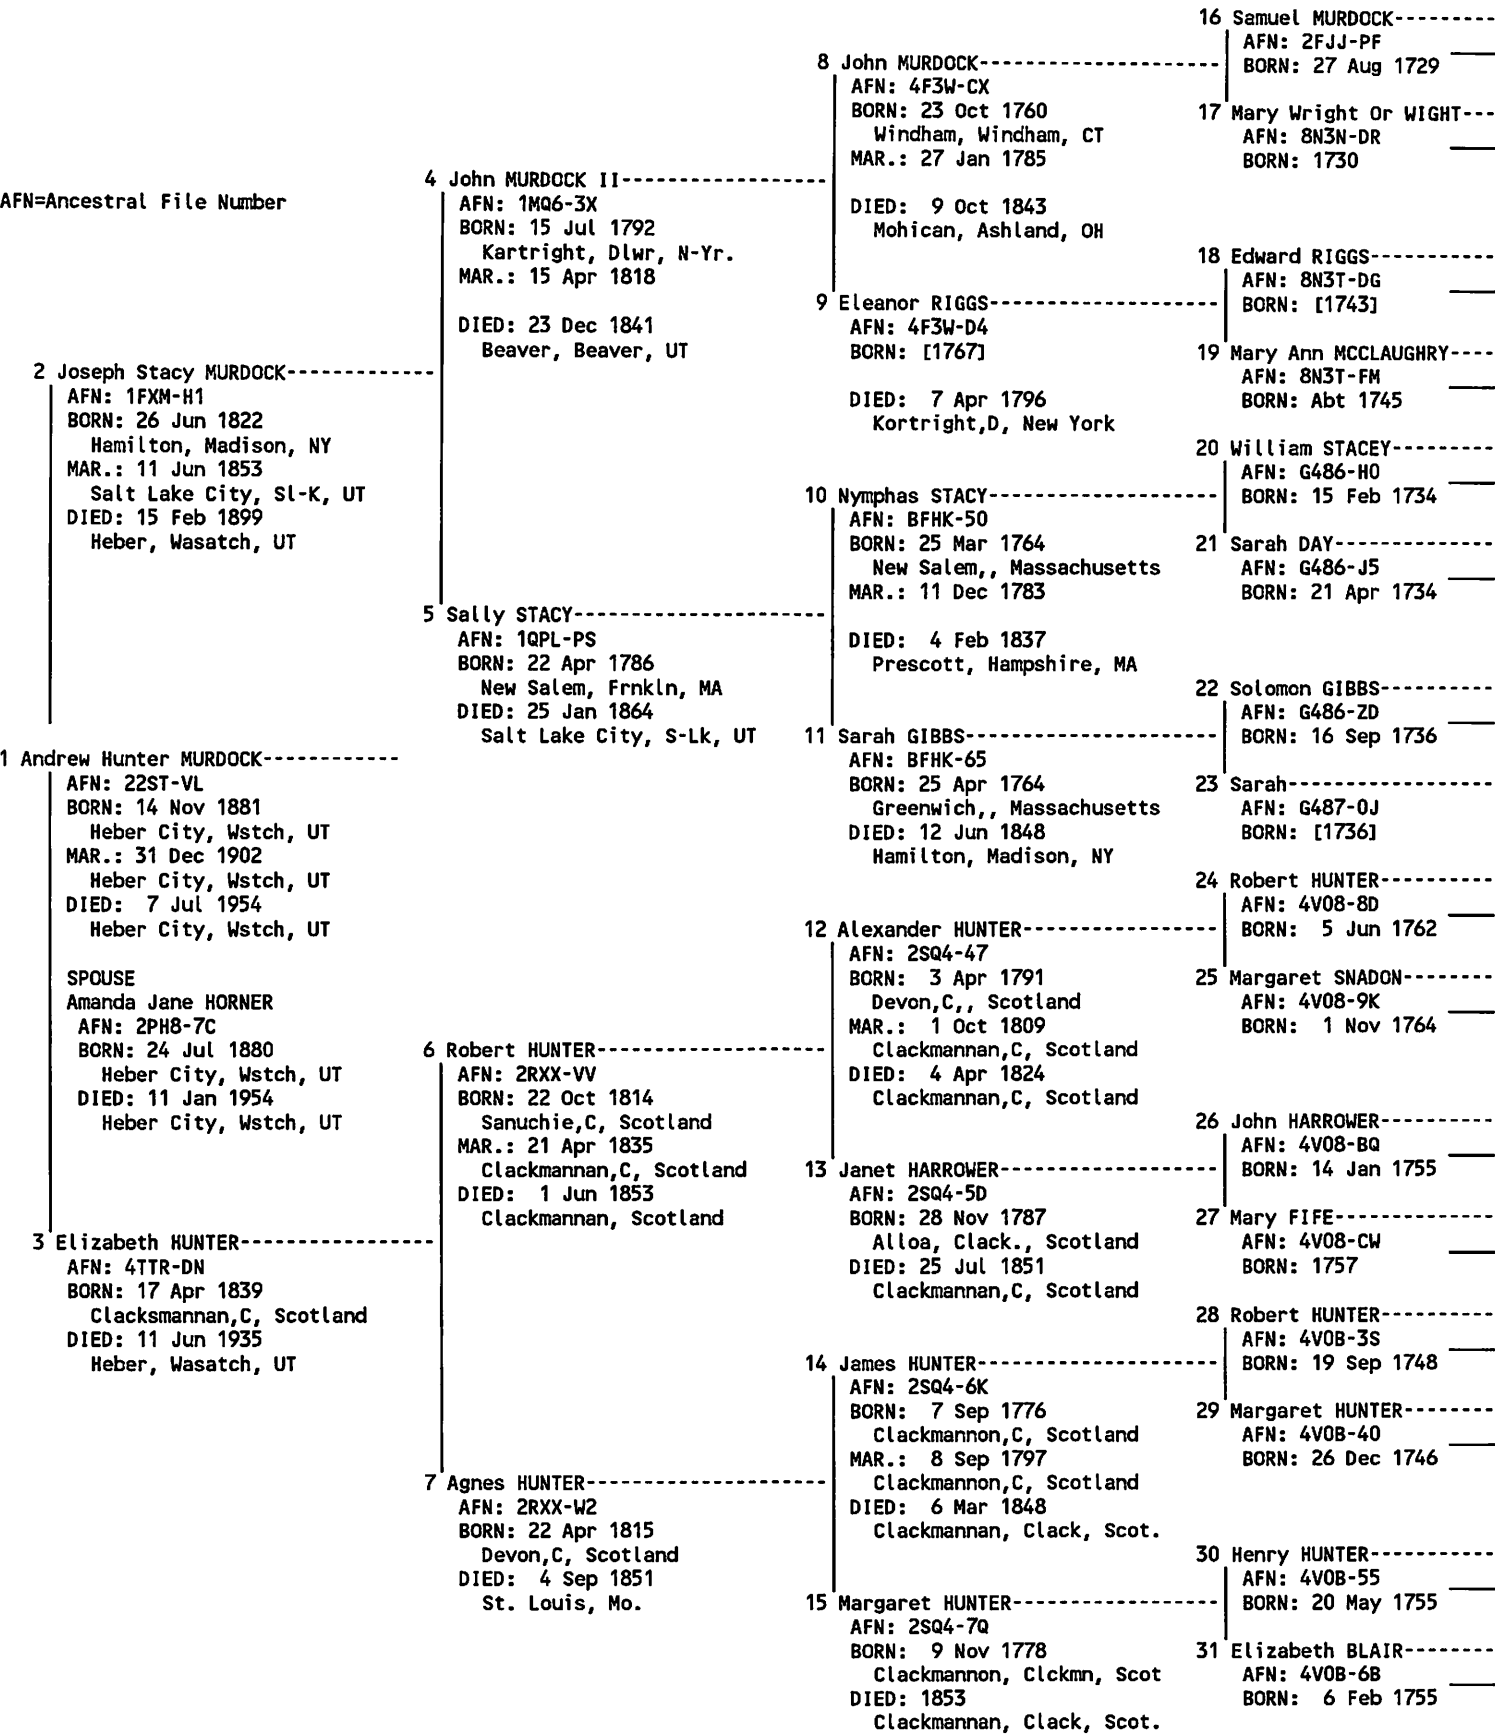 AFN=Ancestral File Number
1 Andrew Hunter MURDOCK------------
AFN: 22ST-VL
BORN: 14 Nov 1881
Heber City, Wstch, UT
MAR.: 31 Dec 1902
Heber City, Wstch, UT
DIED: 7 Jul 1954
Heber City, Wstch, UT
SPOUSE
Amanda Jane HORNER
AFN: 2PH8-7C
BORN: 24 Jul 1880
Heber City, Wstch, UT
DIED: 11 Jan 1954
Heber City, Wstch, UT
2 Joseph Stacy MURDOCK-------------
AFN: 1FXM-H1
BORN: 26 Jun 1822
Hamilton, Madison, NY
MAR.: 11 Jun 1853
Salt Lake City, Sl-K, UT
DIED: 15 Feb 1899
Heber, Wasatch, UT
3 Elizabeth HUNTER-----------------
AFN: 4TTR-DN
BORN: 17 Apr 1839
Clacksmannan,C, Scotland
DIED: 11 Jun 1935
Heber, Wasatch, UT
4 John MURDOCK II------------------
AFN: 1MQ6-3X
BORN: 15 Jul 1792
Kartright, Dlwr, N-Yr.
MAR.: 15 Apr 1818
DIED: 23 Dec 1841
Beaver, Beaver, UT
5 Sally STACY----------------------
AFN: 1QPL-PS
BORN: 22 Apr 1786
New Salem, Frnkln, MA
DIED: 25 Jan 1864
Salt Lake City, S-Lk, UT
6 Robert HUNTER--------------------
AFN: 2RXX-VV
BORN: 22 Oct 1814
Sanuchie,C, Scotland
MAR.: 21 Apr 1835
Clackmannan,C, Scotland
DIED: 1 Jun 1853
Clackmannan, Scotland
7 Agnes HUNTER---------------------
AFN: 2RXX-W2
BORN: 22 Apr 1815
Devon,C, Scotland
DIED: 4 Sep 1851
St. Louis, Mo.
8 John MURDOCK---------------------
AFN: 4F3W-CX
BORN: 23 Oct 1760
Windham, Windham, CT
MAR.: 27 Jan 1785
DIED: 9 Oct 1843
Mohican, Ashland, OH
9 Eleanor RIGGS--------------------
AFN: 4F3W-D4
BORN: [1767]
DIED: 7 Apr 1796
Kortright,D, New York
10 Nymphas STACY--------------------
AFN: BFHK-50
BORN: 25 Mar 1764
New Salem,, Massachusetts
MAR.: 11 Dec 1783
DIED: 4 Feb 1837
Prescott, Hampshire, MA
11 Sarah GIBBS----------------------
AFN: BFHK-65
BORN: 25 Apr 1764
Greenwich,, Massachusetts
DIED: 12 Jun 1848
Hamilton, Madison, NY
12 Alexander HUNTER-----------------
AFN: 2SQ4-47
BORN: 3 Apr 1791
Devon,C,, Scotland
MAR.: 1 Oct 1809
Clackmannan,C, Scotland
DIED: 4 Apr 1824
Clackmannan,C, Scotland
13 Janet HARROWER-------------------
AFN: 2SQ4-5D
BORN: 28 Nov 1787
Alloa, Clack., Scotland
DIED: 25 Jul 1851
Clackmannan,C, Scotland
14 James HUNTER---------------------
AFN: 2SQ4-6K
BORN: 7 Sep 1776
Clackmannon,C, Scotland
MAR.: 8 Sep 1797
Clackmannon,C, Scotland
DIED: 6 Mar 1848
Clackmannan, Clack, Scot.
15 Margaret HUNTER------------------
AFN: 2SQ4-7Q
BORN: 9 Nov 1778
Clackmannon, Clckmn, Scot
DIED: 1853
Clackmannan, Clack, Scot.
16 Samuel MURDOCK---------
AFN: 2FJJ-PF
BORN: 27 Aug 1729
17 Mary Wright Or WIGHT---
AFN: 8N3N-DR
BORN: 1730
18 Edward RIGGS-----------
AFN: 8N3T-DG
BORN: [1743]
19 Mary Ann MCCLAUGHRY----
AFN: 8N3T-FM
BORN: Abt 1745
20 William STACEY---------
AFN: G486-H0
BORN: 15 Feb 1734
21 Sarah DAY--------------
AFN: G486-J5
BORN: 21 Apr 1734
22 Solomon GIBBS----------
AFN: G486-ZD
BORN: 16 Sep 1736
23 Sarah------------------
AFN: G487-0J
BORN: [1736]
24 Robert HUNTER----------
AFN: 4V08-8D
BORN: 5 Jun 1762
25 Margaret SNADON--------
AFN: 4V08-9K
BORN: 1 Nov 1764
26 John HARROWER----------
AFN: 4V08-BQ
BORN: 14 Jan 1755
27 Mary FIFE--------------
AFN: 4V08-CW
BORN: 1757
28 Robert HUNTER----------
AFN: 4V0B-3S
BORN: 19 Sep 1748
29 Margaret HUNTER--------
AFN: 4V0B-40
BORN: 26 Dec 1746
30 Henry HUNTER-----------
AFN: 4V0B-55
BORN: 20 May 1755
31 Elizabeth BLAIR--------
AFN: 4V0B-6B
BORN: 6 Feb 1755